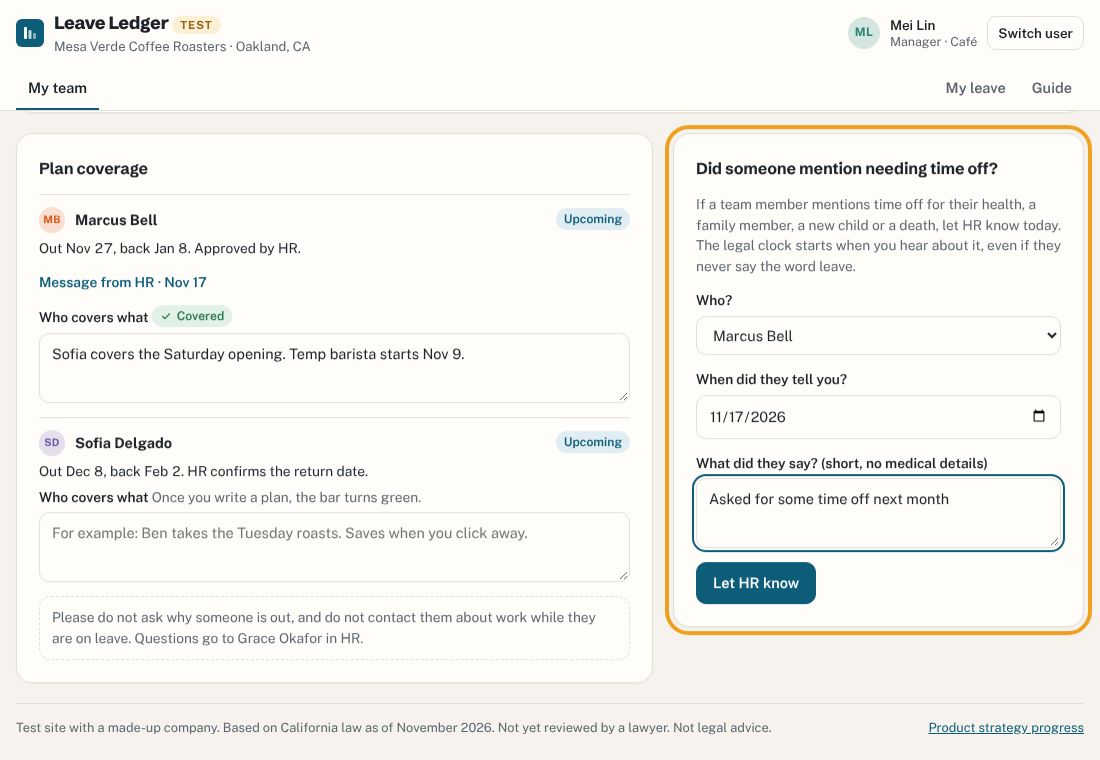 Leave Ledger TEST
Mesa Verde Coffee Roasters · Oakland, CA
ML
Mei Lin
Manager · Café
Switch user
My team
My leave
Guide
Plan coverage
MB Marcus Bell Upcoming
Out Nov 27, back Jan 8. Approved by HR.
Message from HR · Nov 17
Who covers what ✓ Covered
Sofia covers the Saturday opening. Temp barista starts Nov 9.
SD Sofia Delgado Upcoming
Out Dec 8, back Feb 2. HR confirms the return date.
Who covers what Once you write a plan, the bar turns green.
For example: Ben takes the Tuesday roasts. Saves when you click away.
Please do not ask why someone is out, and do not contact them about work while they
are on leave. Questions go to Grace Okafor in HR.
Did someone mention needing time off?
If a team member mentions time off for their health, a
family member, a new child or a death, let HR know today.
The legal clock starts when you hear about it, even if they
never say the word leave.
Who?
Marcus Bell
When did they tell you?
11/17/2026
What did they say? (short, no medical details)
Asked for some time off next month
Let HR know
Test site with a made-up company. Based on California law as of November 2026. Not yet reviewed by a lawyer. Not legal advice.
Product strategy progress